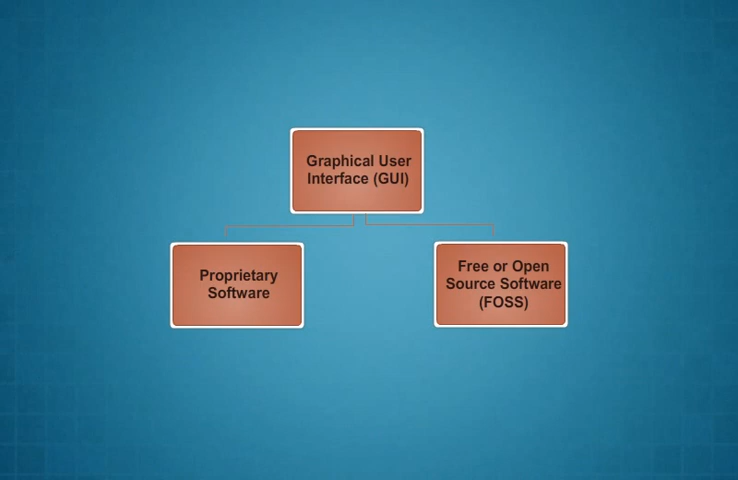 Graphical User
Interface (GUI)
Proprietary
Software
Free or Open
Source Software
(FOSS)